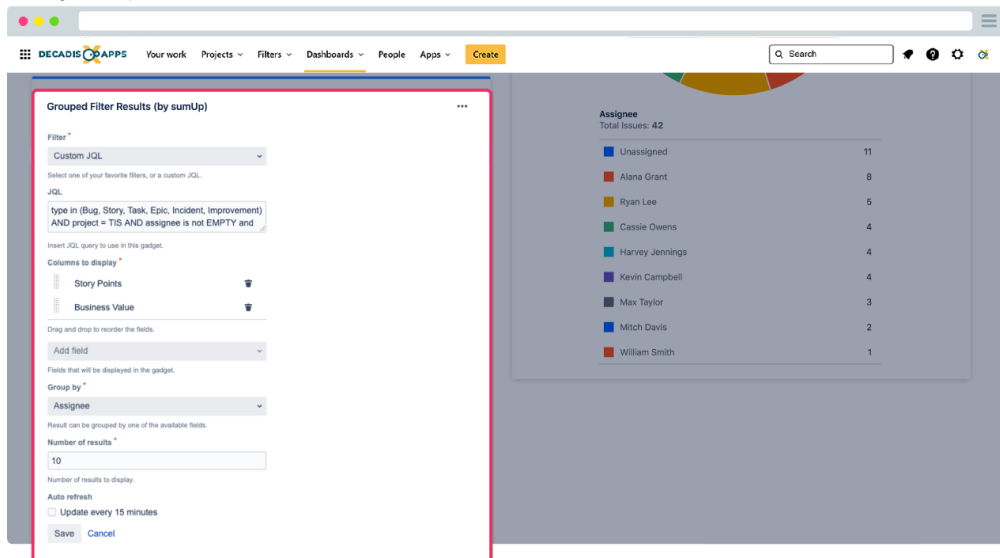 DECADIS APPS Your work Projects Filters Dashboards People Apps Create Search
Grouped Filter Results (by sumUp)
Filter *
Custom JQL
Select one of your favorite filters, or a custom JQL.
JQL
type in (Bug, Story, Task, Epic, Incident, Improvement)
AND project = TIS AND assignee is not EMPTY and
Insert JQL query to use in this gadget.
Columns to display *
Story Points
Business Value
Drag and drop to reorder the fields.
Add field
Fields that will be displayed in the gadget.
Group by *
Assignee
Result can be grouped by one of the available fields.
Number of results *
10
Number of results to display.
Auto refresh
Update every 15 minutes
Save Cancel
Assignee
Total Issues: 42
Unassigned 11
Alana Grant 8
Ryan Lee 5
Cassie Owens 4
Harvey Jennings 4
Kevin Campbell 4
Max Taylor 3
Mitch Davis 2
William Smith 1